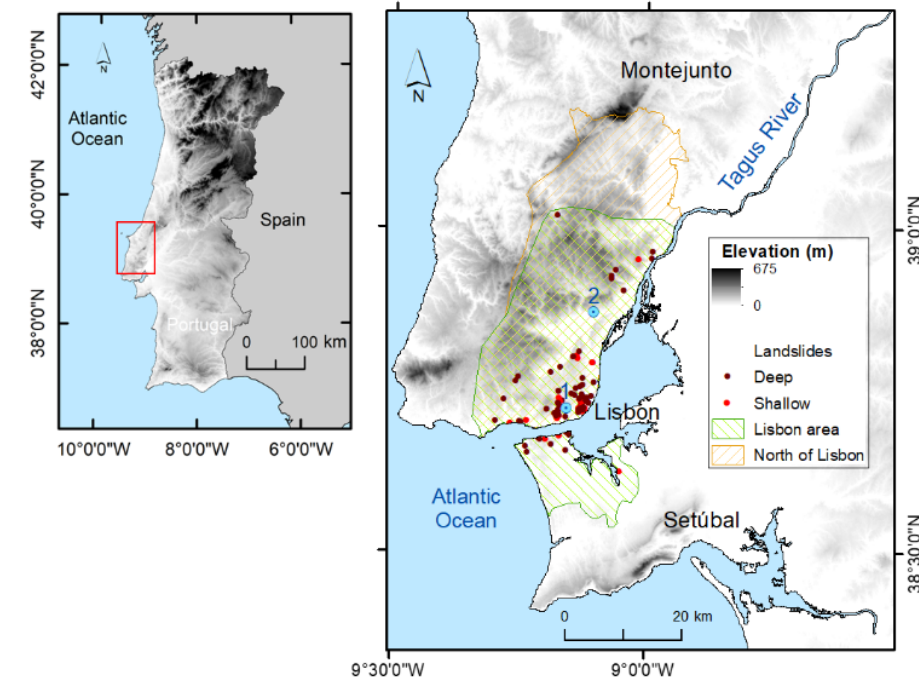 42°0'0"N
40°0'0"N
38°0'0"N
N
Atlantic
Ocean
Spain
Portugal
0
100 km
10°0'0"W
8°0'0"W
6°0'0"W
N
Montejunto
Tagus River
39°0'0"N
38°30'0"N
Elevation (m)
675
0
Landslides
Deep
Shallow
Lisbon area
North of Lisbon
2
1
Lisbon
Atlantic
Ocean
Setúbal
0
20 km
9°30'0"W
9°0'0"W